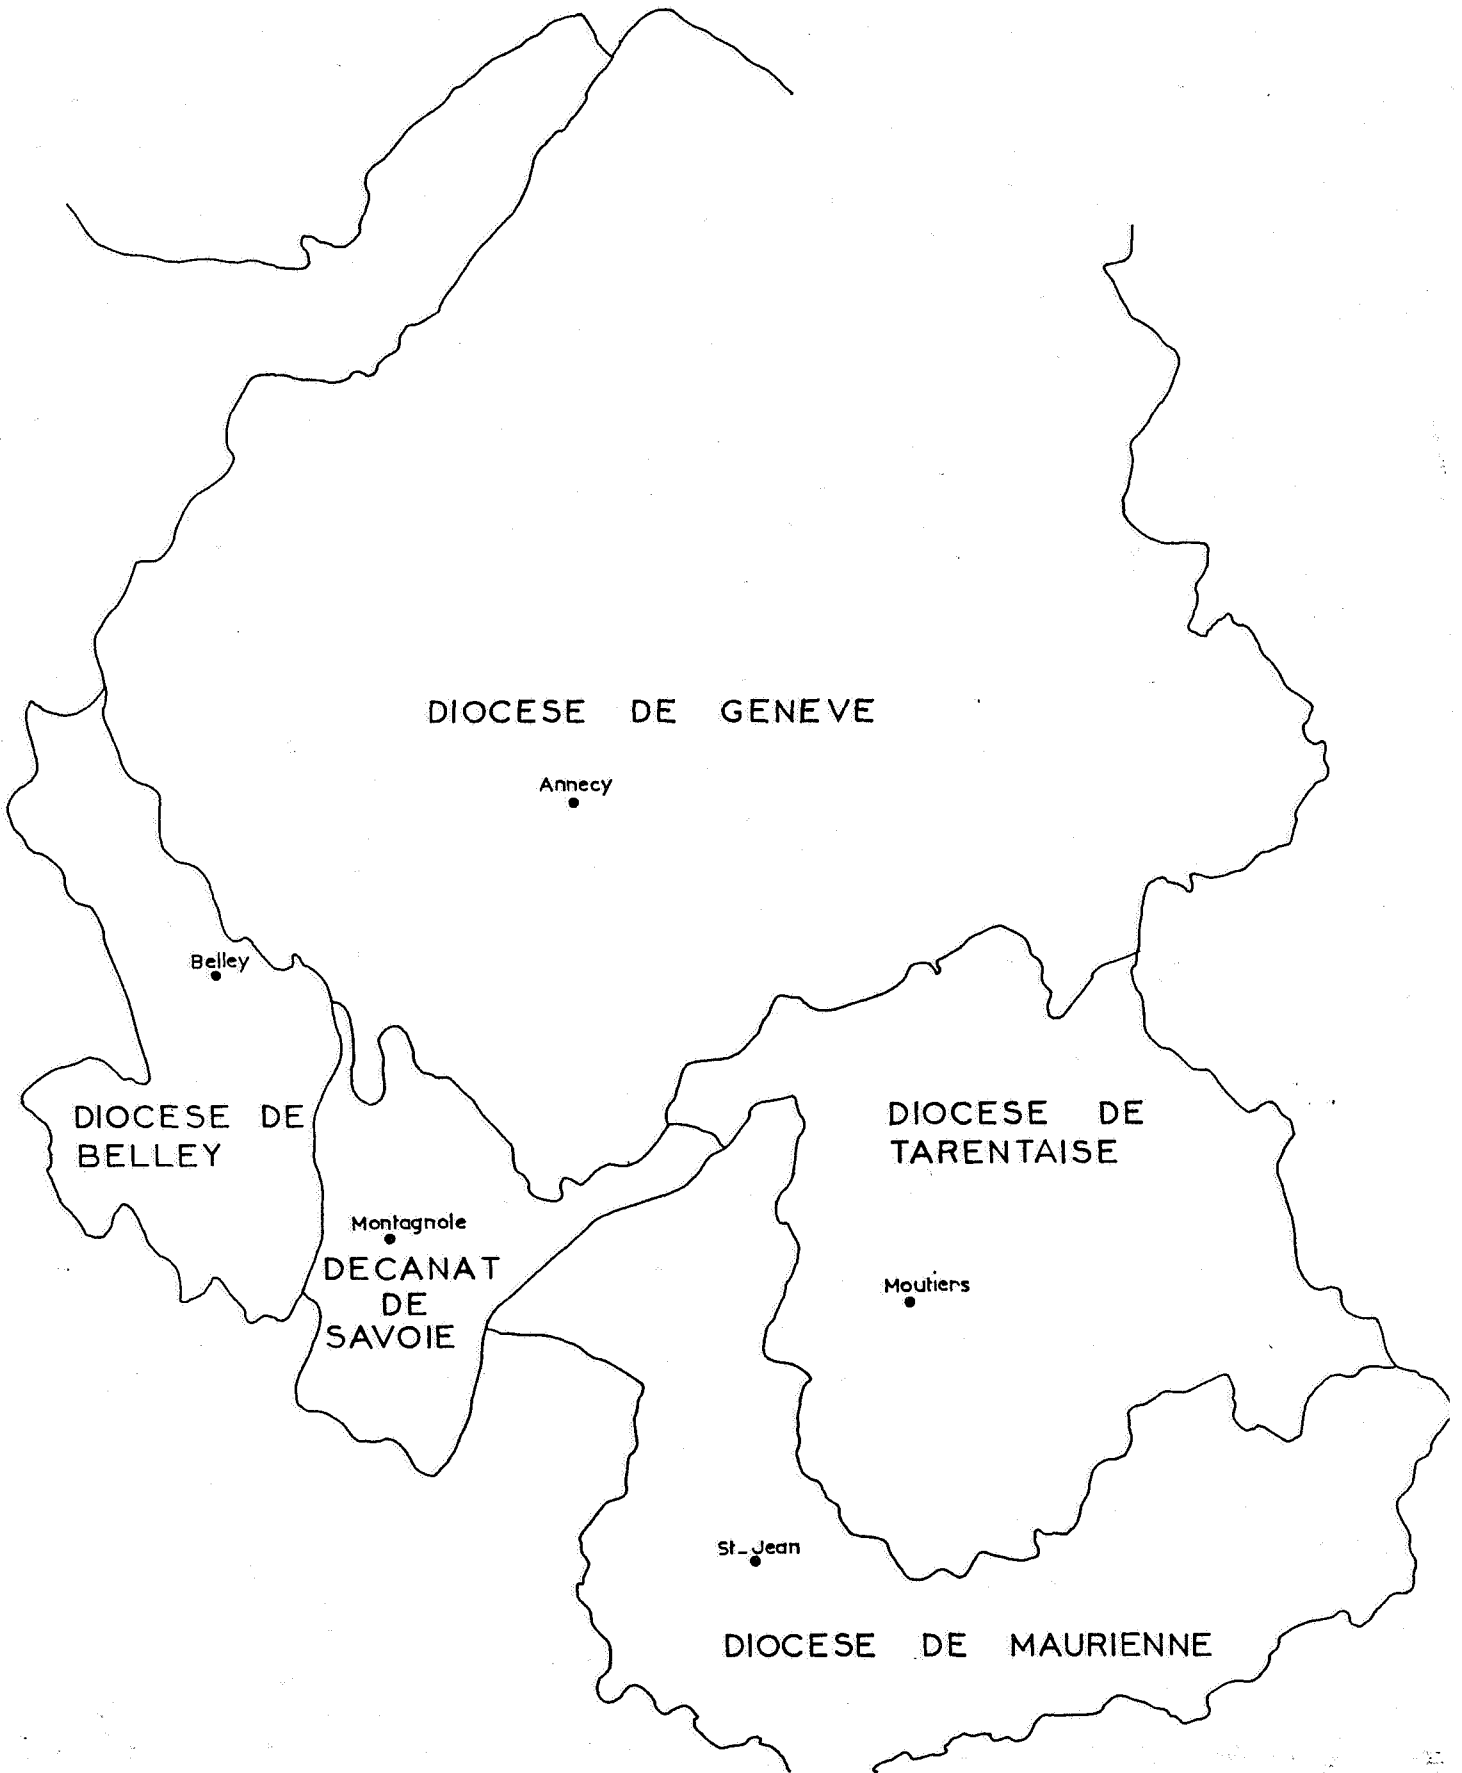 DIOCESE DE GENEVE
Annecy
Belley
DIOCESE DE
BELLEY
DIOCESE DE
TARENTAISE
Montagnole
DECANAT
DE
SAVOIE
Moutiers
St_Jean
DIOCESE DE MAURIENNE